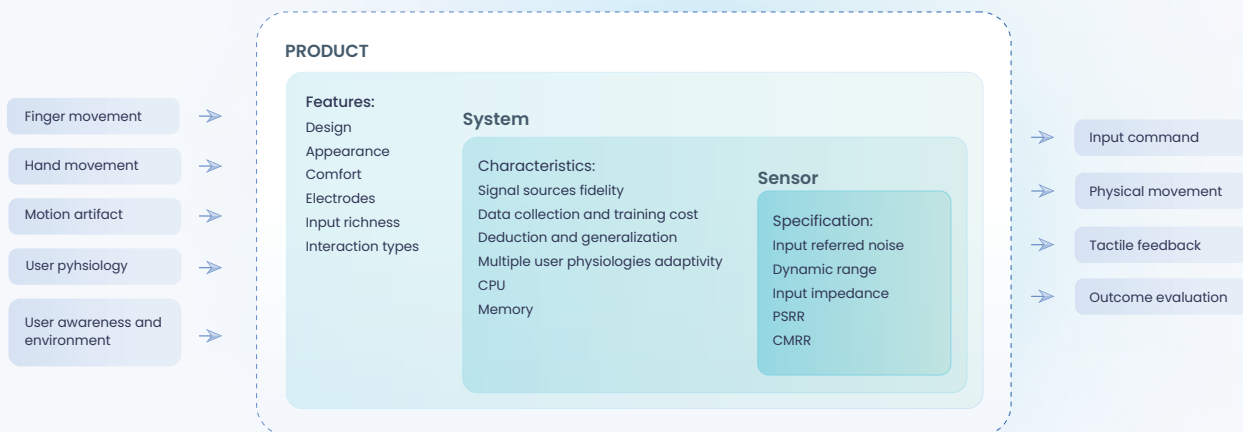 Finger movement
Hand movement
Motion artifact
User pyhsiology
User awareness and
environment
PRODUCT
Features:
Design
Appearance
Comfort
Electrodes
Input richness
Interaction types
System
Characteristics:
Signal sources fidelity
Data collection and training cost
Deduction and generalization
Multiple user physiologies adaptivity
CPU
Memory
Sensor
Specification:
Input referred noise
Dynamic range
Input impedance
PSRR
CMRR
Input command
Physical movement
Tactile feedback
Outcome evaluation